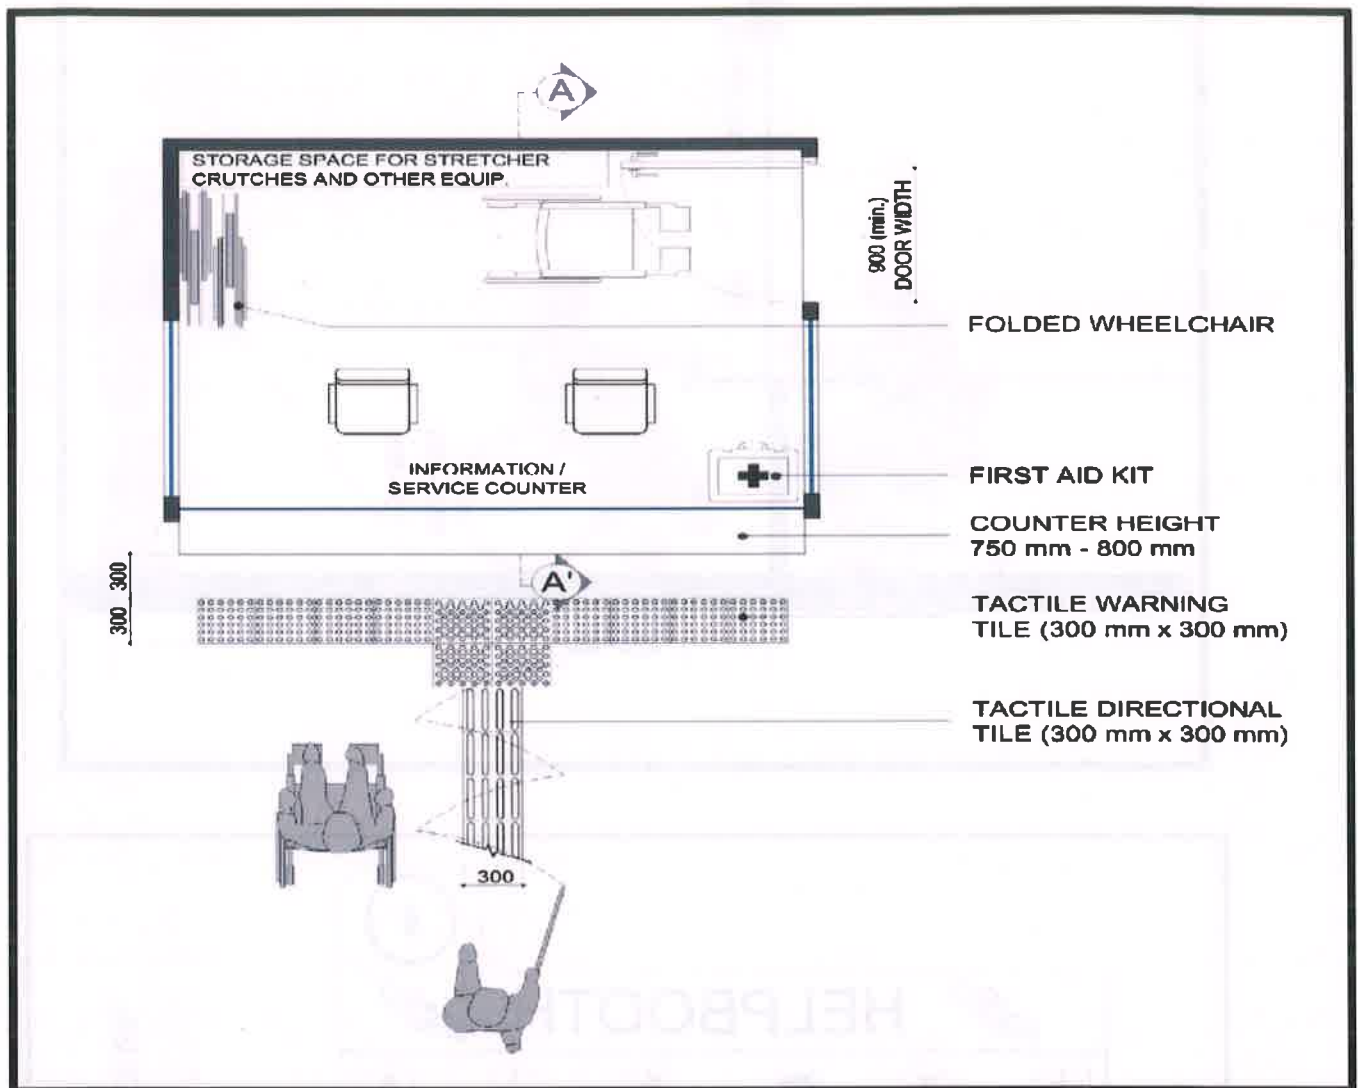 A
STORAGE SPACE FOR STRETCHER
CRUTCHES AND OTHER EQUIP.
900 (min.)
DOOR WIDTH
FOLDED WHEELCHAIR
INFORMATION /
SERVICE COUNTER
FIRST AID KIT
COUNTER HEIGHT
750 mm - 800 mm
300
300
A'
TACTILE WARNING
TILE (300 mm x 300 mm)
TACTILE DIRECTIONAL
TILE (300 mm x 300 mm)
300
HELPBOOTH